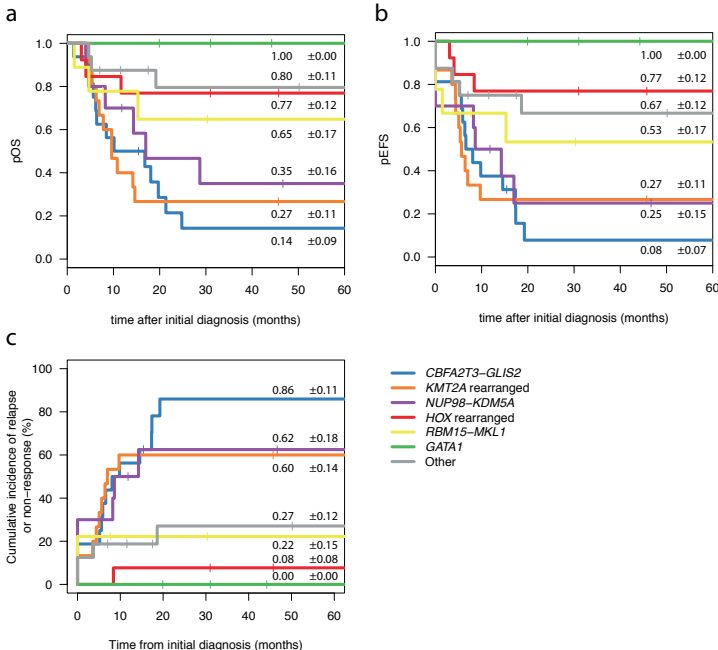 a
pOS
1.0
0.8
0.6
0.4
0.2
0.0
1.00 ±0.00
0.80 ±0.11
0.77 ±0.12
0.65 ±0.17
0.35 ±0.16
0.27 ±0.11
0.14 ±0.09
0 10 20 30 40 50 60
time after initial diagnosis (months)
b
pEFS
1.0
0.8
0.6
0.4
0.2
0.0
1.00 ±0.00
0.77 ±0.12
0.67 ±0.12
0.53 ±0.17
0.27 ±0.11
0.25 ±0.15
0.08 ±0.07
0 10 20 30 40 50 60
time after initial diagnosis (months)
c
Cumulative incidence of relapse
or non-response (%)
100
80
60
40
20
0
0.86 ±0.11
0.62 ±0.18
0.60 ±0.14
0.27 ±0.12
0.22 ±0.15
0.08 ±0.08
0.00 ±0.00
0 10 20 30 40 50 60
Time from initial diagnosis (months)
CBFA2T3–GLIS2
KMT2A rearranged
NUP98–KDM5A
HOX rearranged
RBM15–MKL1
GATA1
Other